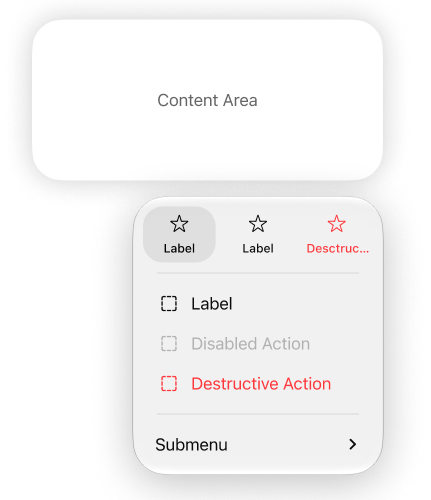 Content Area
Label Label Desctruc...
Label
Disabled Action
Destructive Action
Submenu